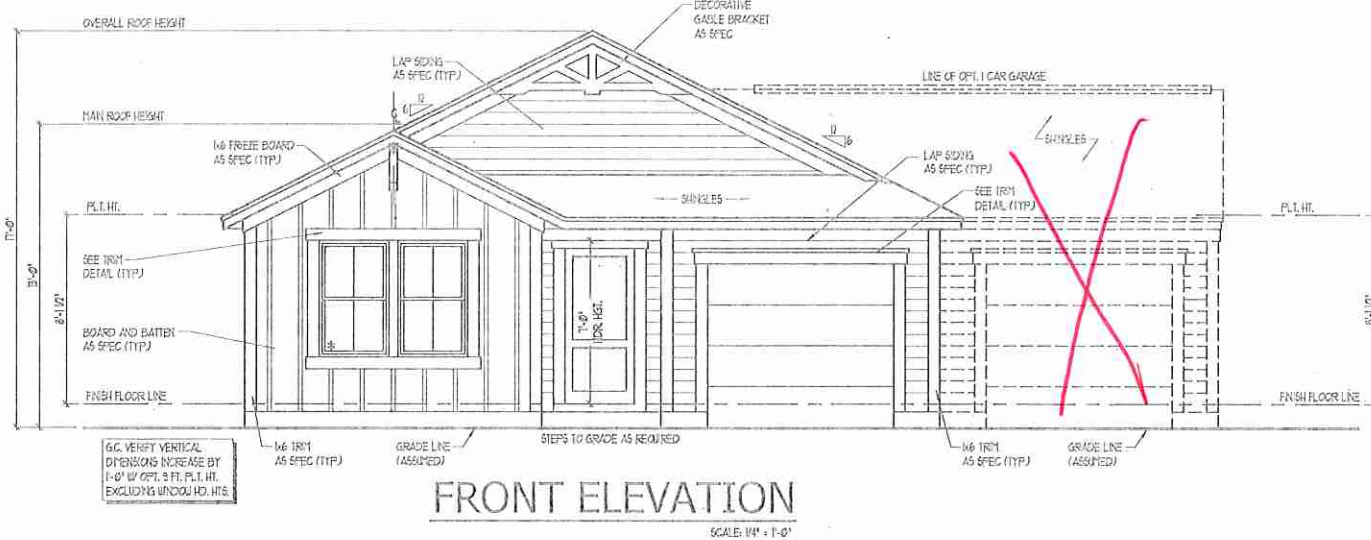 DECORATIVE
GABLE BRACKET
AS SPEC
OVERALL ROOF HEIGHT
LAP SIDING
AS SPEC (TYP.)
LINE OF OPT. 1 CAR GARAGE
12
6
MAIN ROOF HEIGHT
12
6
SHINGLES
1x6 FRIEZE BOARD
AS SPEC (TYP.)
LAP SIDING
AS SPEC (TYP.)
SEE TRIM
DETAIL (TYP.)
SHINGLES
PLT. HT.
PLT. HT.
SEE TRIM
DETAIL (TYP.)
13'-0"
8'-1 1/2"
7'-0"
HDR. HGT.
BOARD AND BATTEN
AS SPEC (TYP.)
FINISH FLOOR LINE
FINISH FLOOR LINE
G.C. VERIFY VERTICAL
DIMENSIONS INCREASE BY
1'-0" W/ OPT. 9 FT. PLT. HT.
EXCLUDING WINDOW HD. HTS.
1x6 TRIM
AS SPEC (TYP.)
GRADE LINE
(ASSUMED)
STEPS TO GRADE AS REQUIRED
1x6 TRIM
AS SPEC (TYP.)
GRADE LINE
(ASSUMED)
FRONT ELEVATION
SCALE: 1/4" = 1'-0"